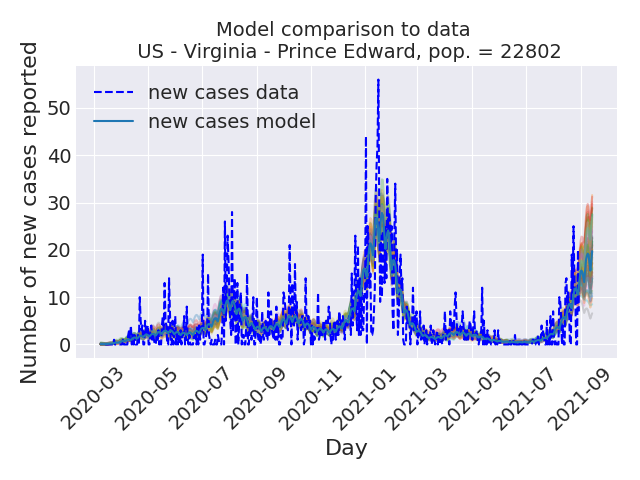 Model comparison to data
US - Virginia - Prince Edward, pop. = 22802
Number of new cases reported
new cases data
new cases model
50
40
30
20
10
0
2020-03
2020-05
2020-07
2020-09
2020-11
2021-01
2021-03
2021-05
2021-07
2021-09
Day